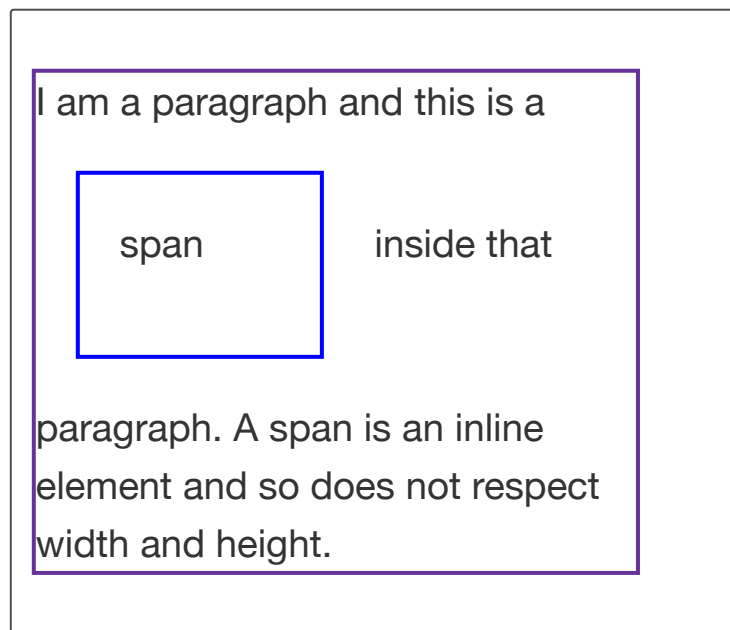 I am a paragraph and this is a
span inside that
paragraph. A span is an inline
element and so does not respect
width and height.